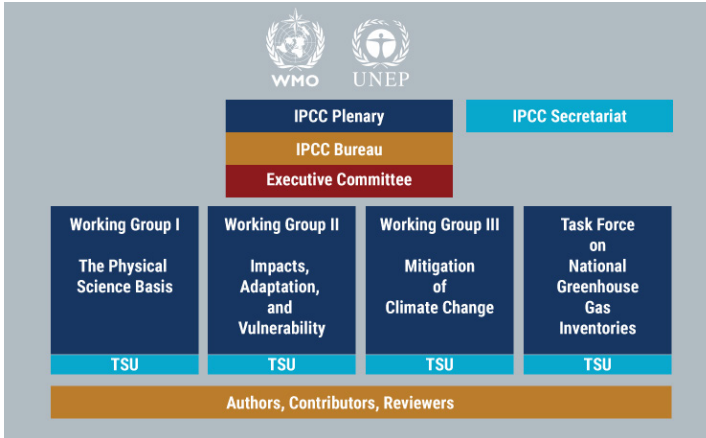 WMO
UNEP
IPCC Plenary
IPCC Secretariat
IPCC Bureau
Executive Committee
Working Group I
The Physical
Science Basis
TSU
Working Group II
Impacts,
Adaptation,
and
Vulnerability
TSU
Working Group III
Mitigation
of
Climate Change
TSU
Task Force
on
National
Greenhouse
Gas
Inventories
TSU
Authors, Contributors, Reviewers